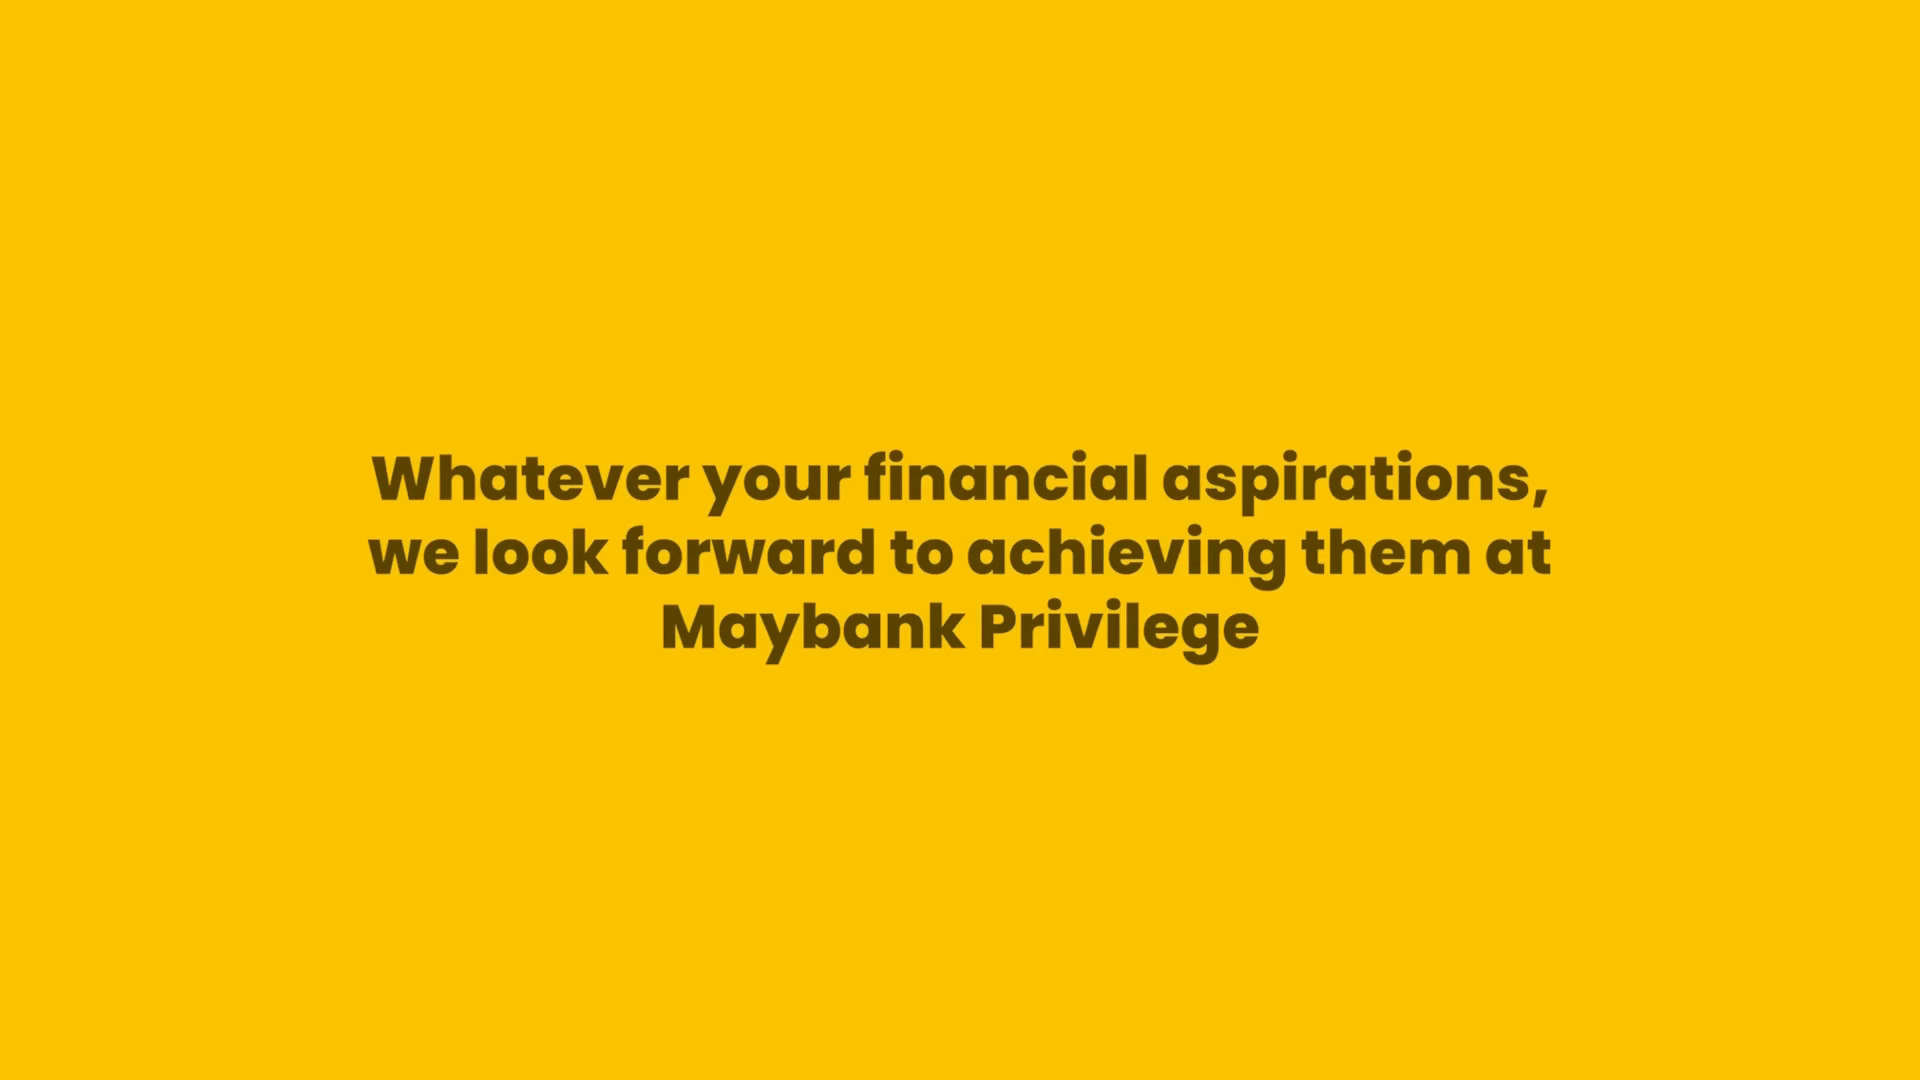 Whatever your financial aspirations,
we look forward to achieving them at
Maybank Privilege